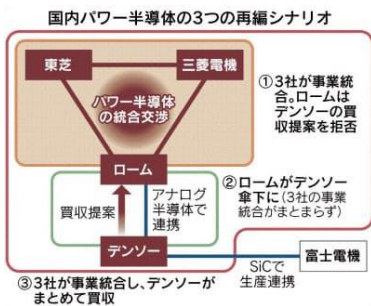 国内パワー半導体の3つの再編シナリオ
東芝
三菱電機
パワー半導体
の統合交渉
①3社が事業統
合。ロームは
デンソーの買
収提案を拒否
ローム
買収提案
アナログ
半導体で
連携
②ロームがデンソー
傘下に(3社の事業
統合がまとまらず)
デンソー
SiCで
生産連携
富士電機
③3社が事業統合し、デンソーが
まとめて買収